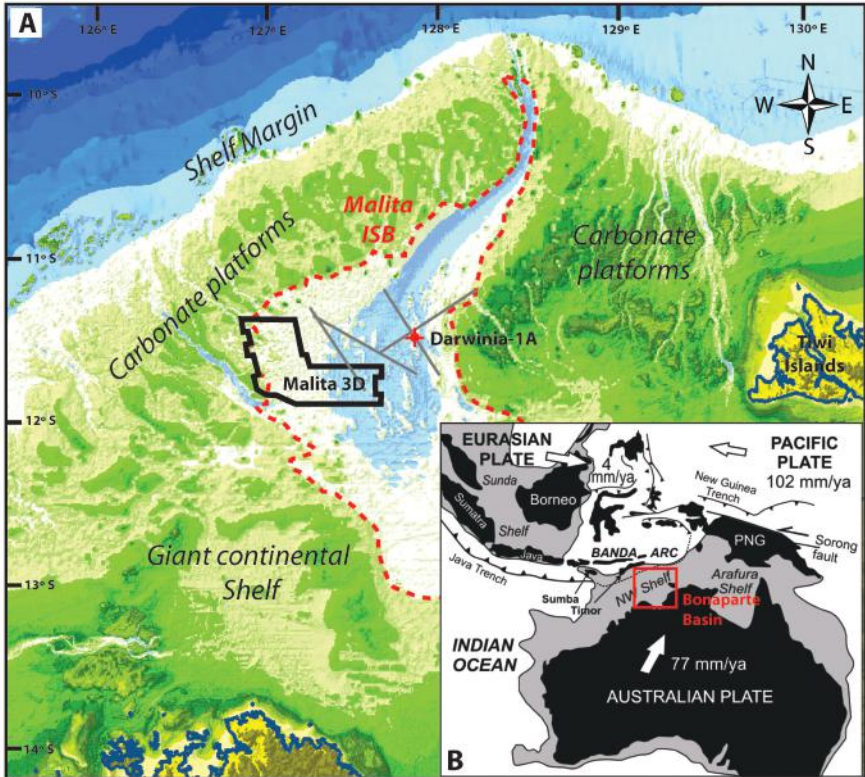 A
126° E
127° E
128° E
129° E
130° E
N
W E
S
10° S
11° S
12° S
13° S
14° S
Shelf Margin
Malita
ISB
Carbonate platforms
Carbonate
platforms
Darwinia-1A
Malita 3D
Tiwi
Islands
Giant continental
Shelf
EURASIAN
PLATE
4
mm/ya
PACIFIC
PLATE
102 mm/ya
Sunda
Shelf
Borneo
Sumatra
Java
New Guinea
Trench
PNG
Sorong
fault
BANDA ARC
Java Trench
Sumba
Timor
NW Shelf
Arafura
Shelf
Bonaparte
Basin
INDIAN
OCEAN
77 mm/ya
AUSTRALIAN PLATE
B